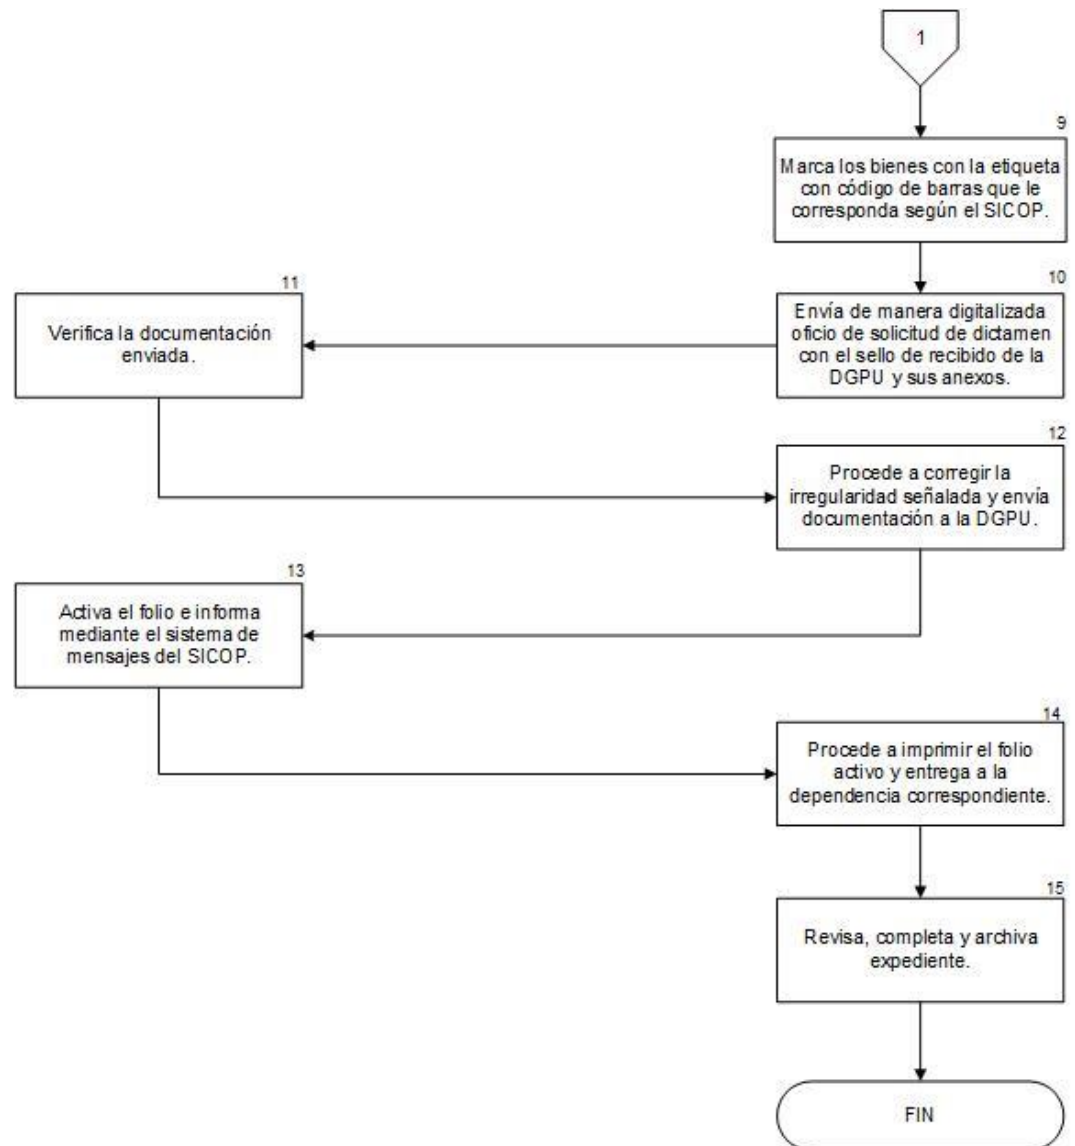 1
9
Marca los bienes con la etiqueta
con código de barras que le
corresponda según el SICOP.
10
Envía de manera digitalizada
oficio de solicitud de dictamen
con el sello de recibido de la
DGPU y sus anexos.
11
Verifica la documentación
enviada.
12
Procede a corregir la
irregularidad señalada y envía
documentación a la DGPU.
13
Activa el folio e informa
mediante el sistema de
mensajes del SICOP.
14
Procede a imprimir el folio
activo y entrega a la
dependencia correspondiente.
15
Revisa, completa y archiva
expediente.
FIN